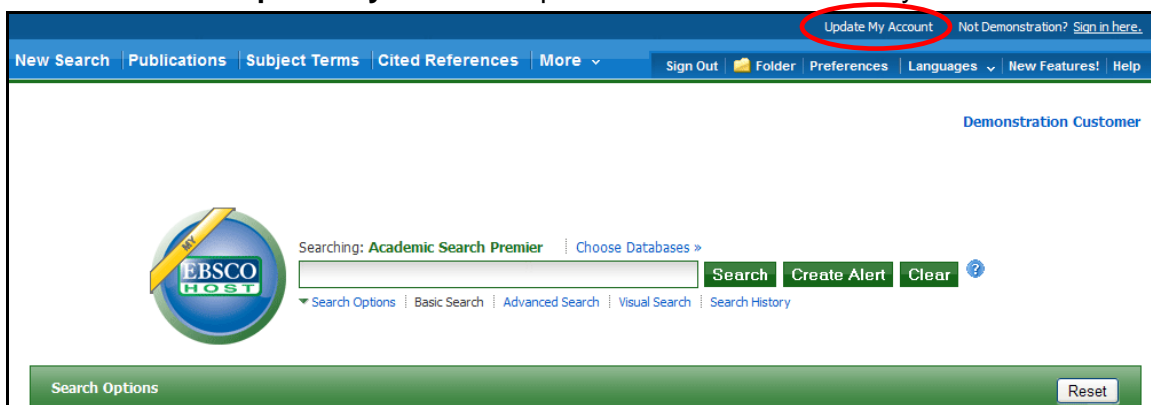 Update My Account Not Demonstration? Sign in here.
New Search Publications Subject Terms Cited References More Sign Out Folder Preferences Languages New Features! Help
Demonstration Customer
MY
EBSCO
HOST
Searching: Academic Search Premier Choose Databases »
Search Create Alert Clear ?
Search Options Basic Search Advanced Search Visual Search Search History
Search Options Reset